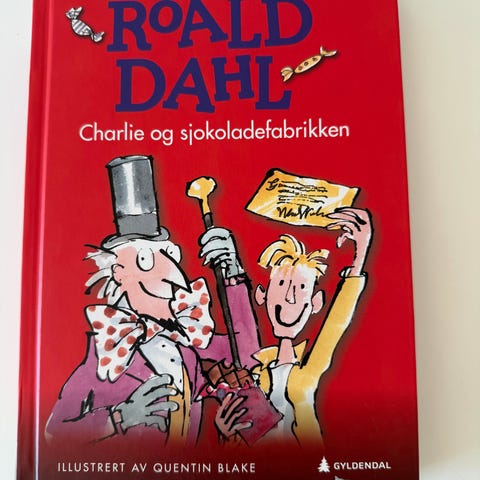 ROALD
DAHL
Charlie og sjokoladefabrikken
ILLUSTRERT AV QUENTIN BLAKE
GYLDENDAL